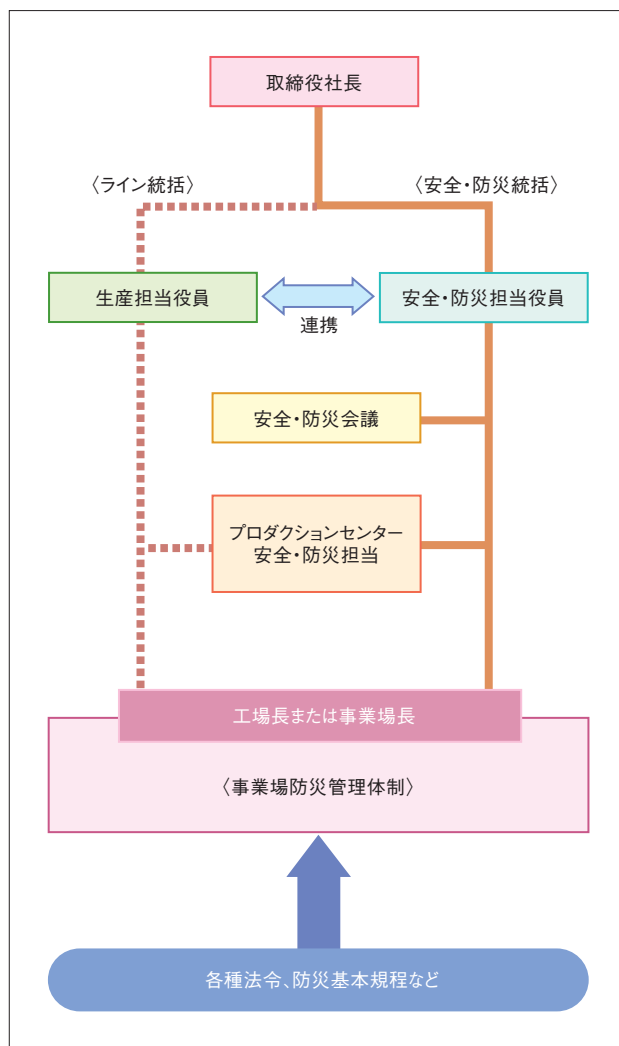 取締役社長
〈ライン統括〉
〈安全・防災統括〉
生産担当役員
連携
安全・防災担当役員
安全・防災会議
プロダクションセンター
安全・防災担当
工場長または事業場長
〈事業場防災管理体制〉
各種法令、防災基本規程など